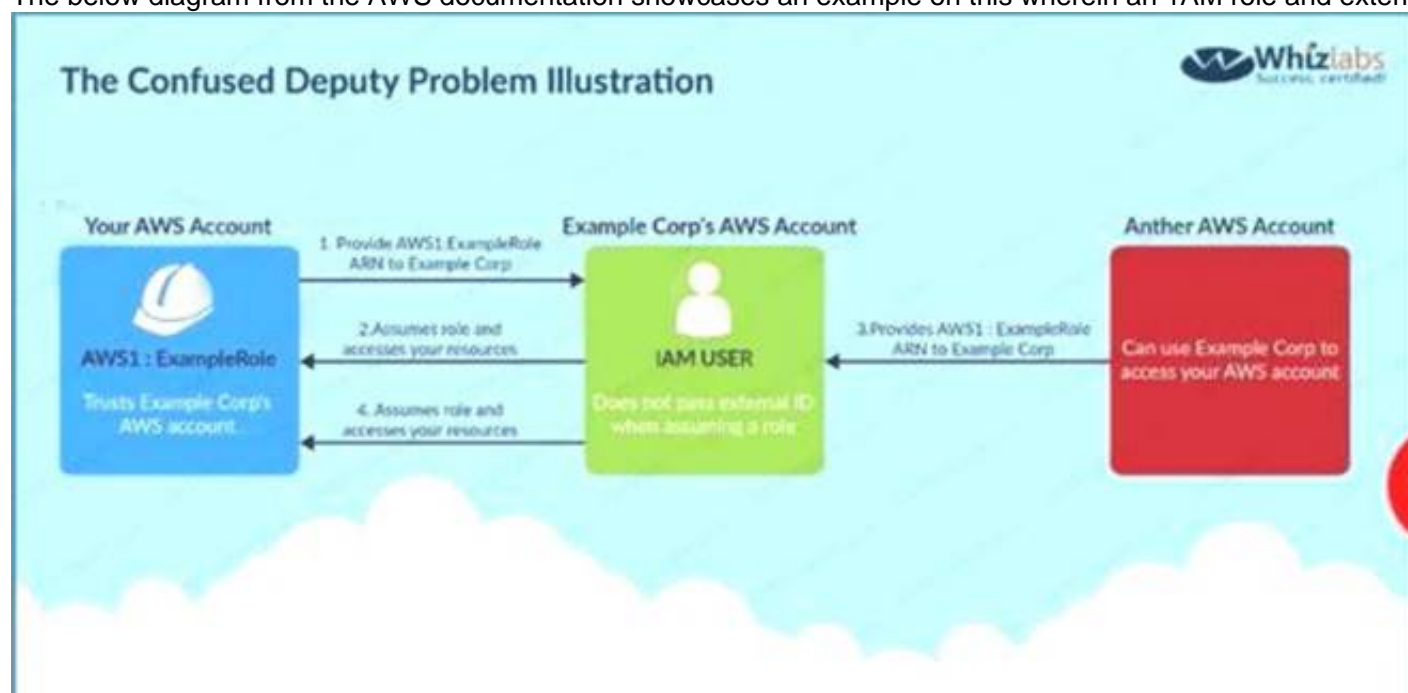 The below diagram from the AWS documentation showcases an example on this wherein an 1AM role and exter
Whizlabs
Success, certified!
The Confused Deputy Problem Illustration
Your AWS Account
Example Corp's AWS Account
Anther AWS Account
1. Provide AWS1 ExampleRole
ARN to Example Corp
AWS1 : ExampleRole
Trusts Example Corp's
AWS account
2.Assumes role and
accesses your resources
4. Assumes role and
accesses your resources
IAM USER
Does not pass external ID
when assuming a role
3.Provides AWS1 : ExampleRole
ARN to Example Corp
Can use Example Corp to
access your AWS account